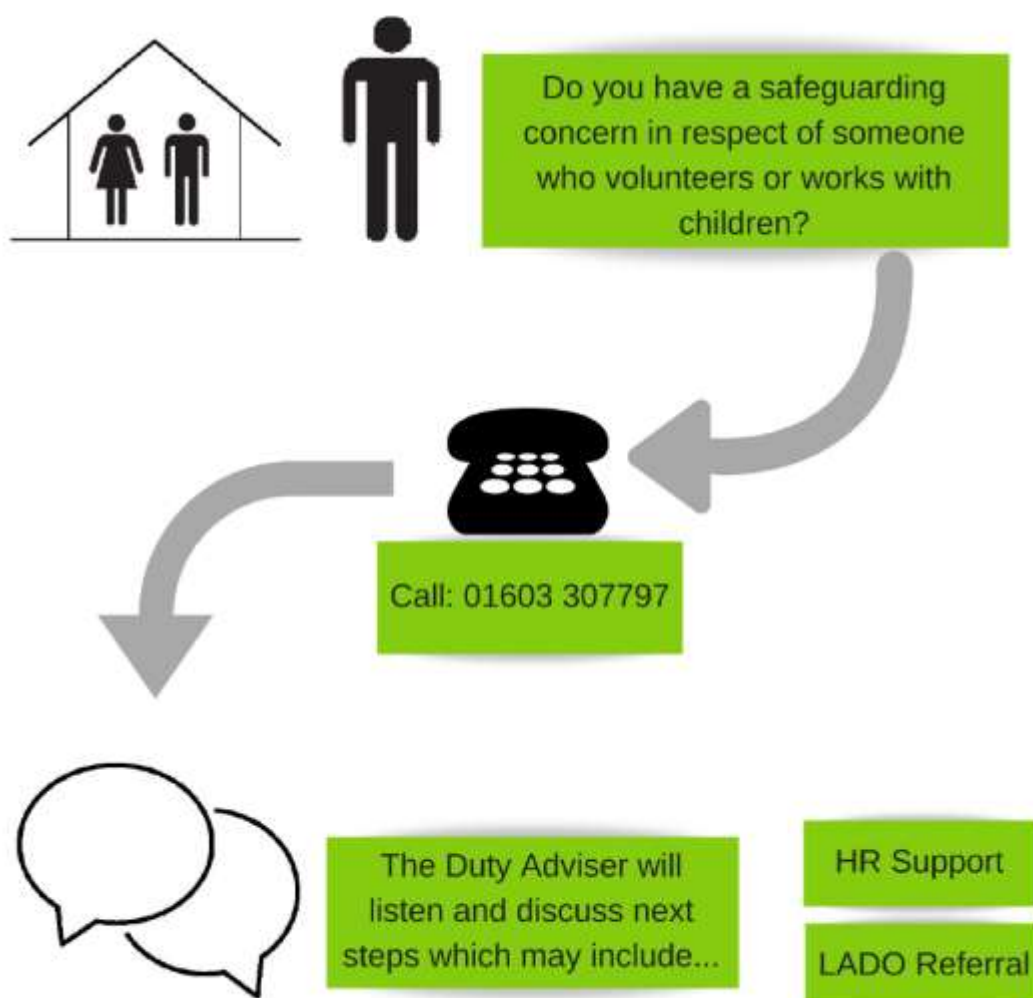 Do you have a safeguarding
concern in respect of someone
who volunteers or works with
children?
Call: 01603 307797
The Duty Adviser will
listen and discuss next
steps which may include...
HR Support
LADO Referral